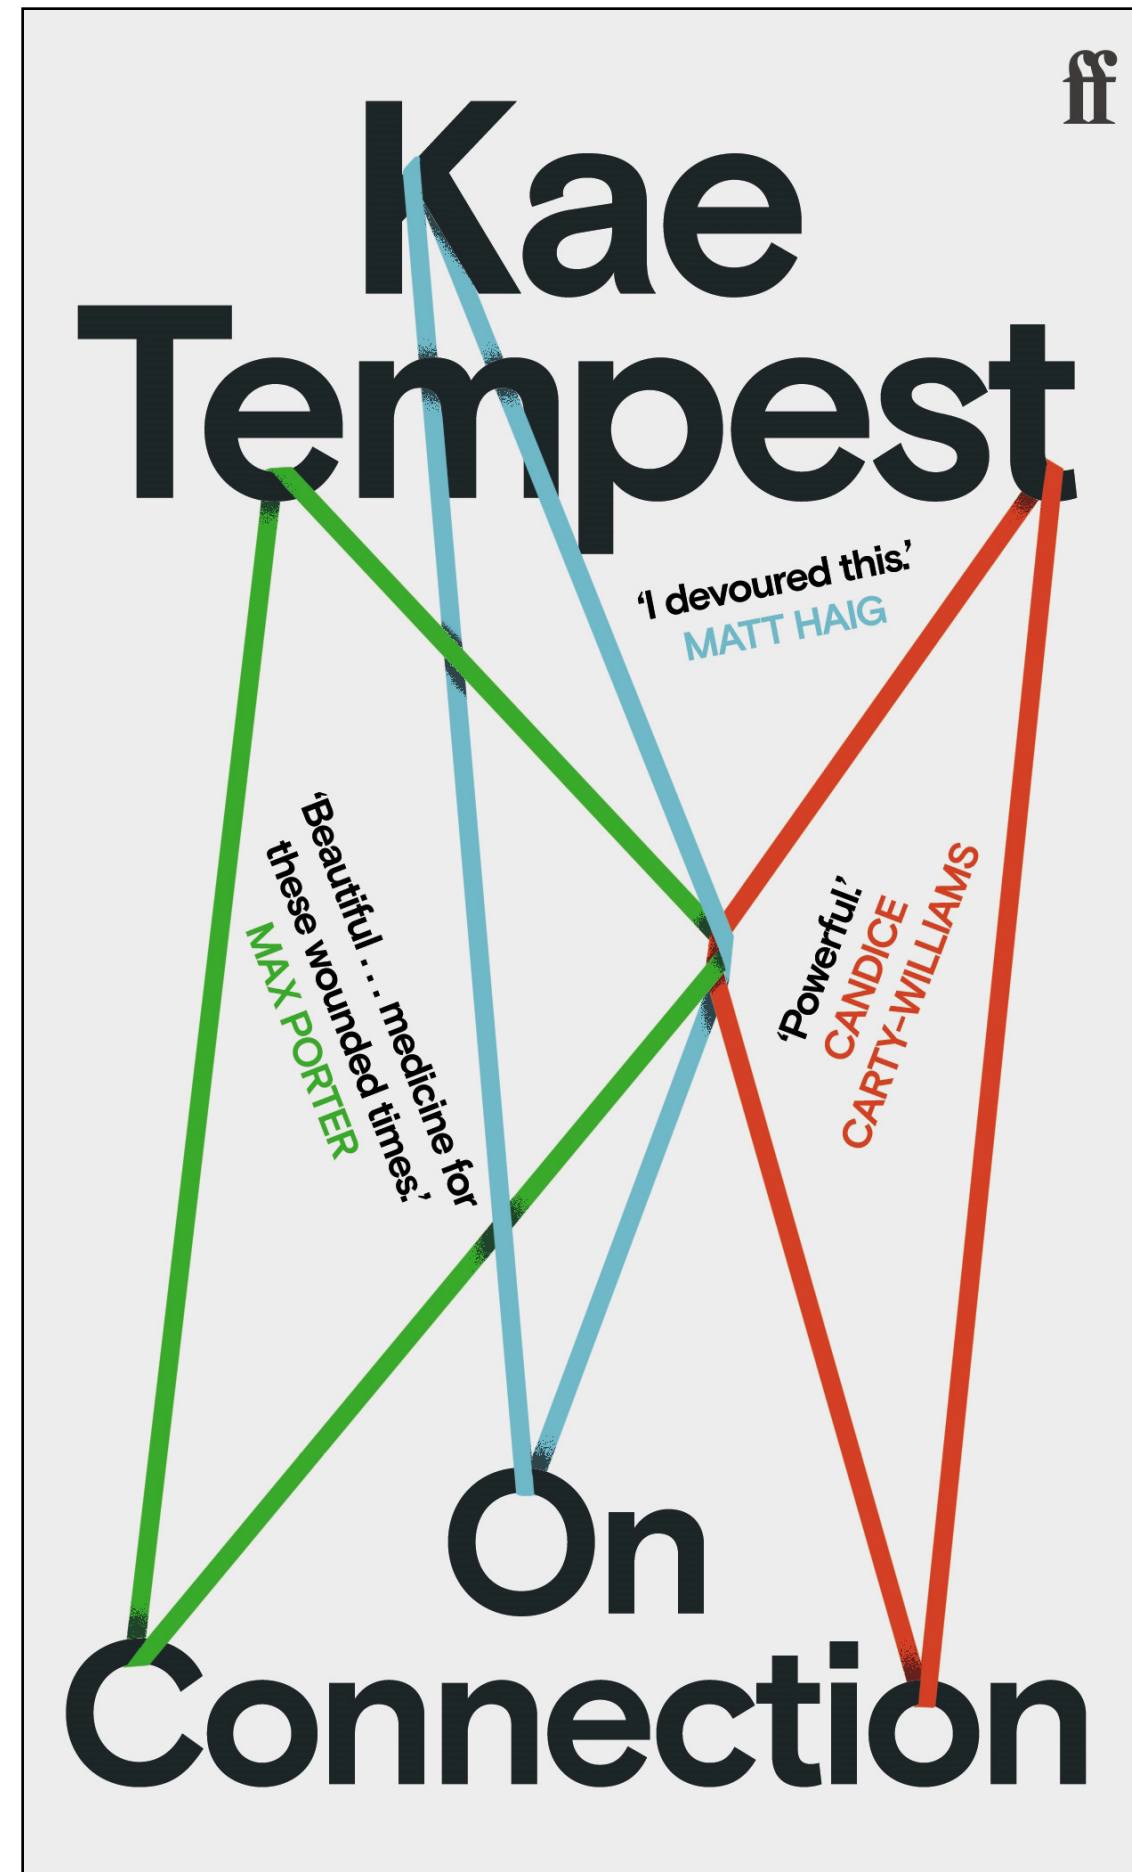 ff
Kae
Tempest
‘I devoured this.’
MATT HAIG
‘Beautiful . . . medicine for
these wounded times.’
MAX PORTER
‘Powerful.’
CANDICE
CARTY-WILLIAMS
On
Connection